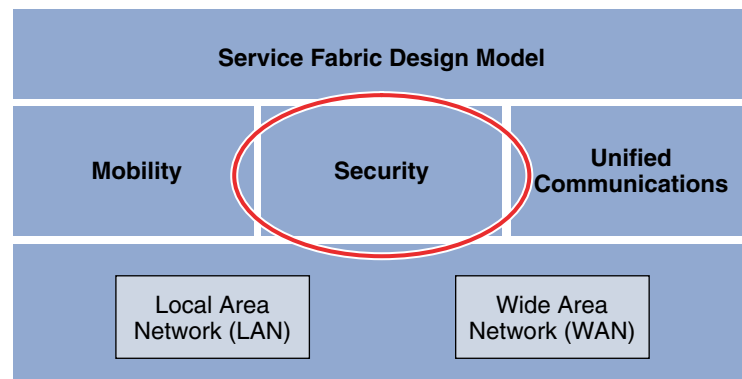 Service Fabric Design Model
Mobility
Security
Unified
Communications
Local Area
Network (LAN)
Wide Area
Network (WAN)